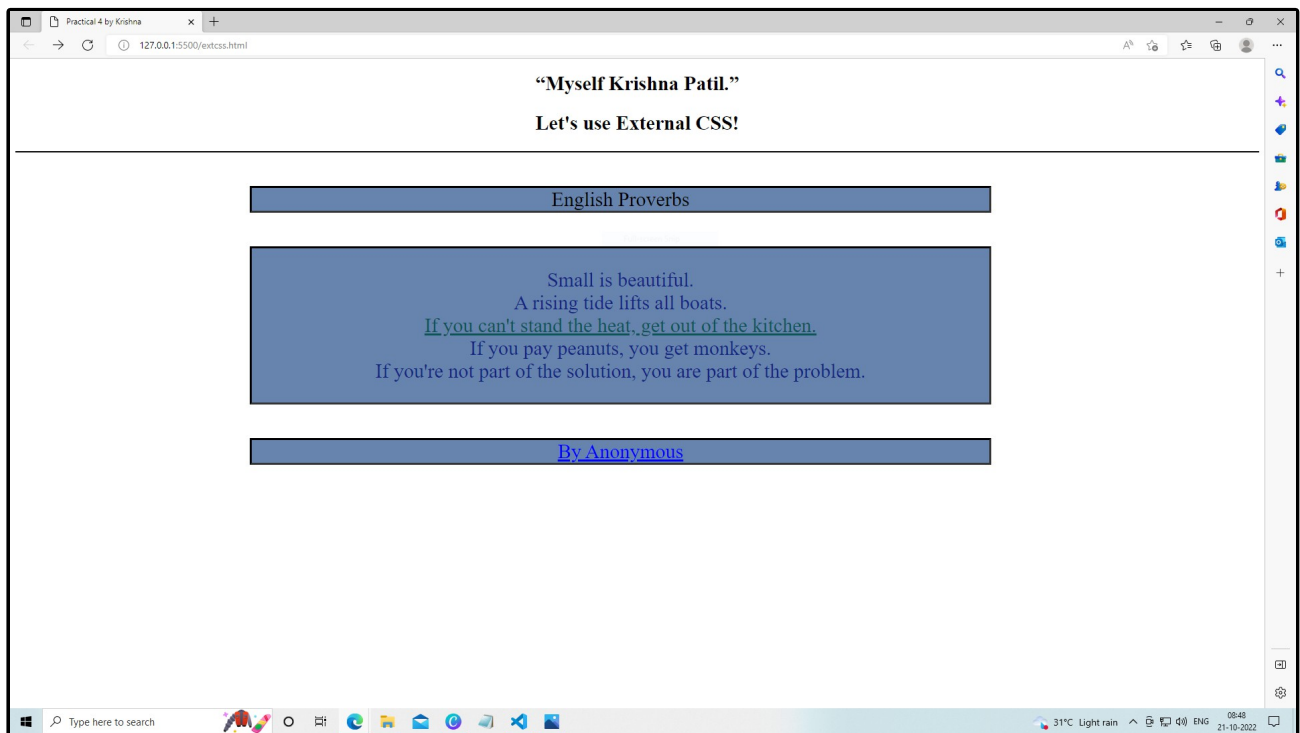 Practical 4 by Krishna
127.0.0.1:5500/extcss.html
“Myself Krishna Patil.”
Let's use External CSS!
English Proverbs
Small is beautiful.
A rising tide lifts all boats.
If you can't stand the heat, get out of the kitchen.
If you pay peanuts, you get monkeys.
If you're not part of the solution, you are part of the problem.
By Anonymous
Type here to search
31°C Light rain
ENG
08:48
21-10-2022